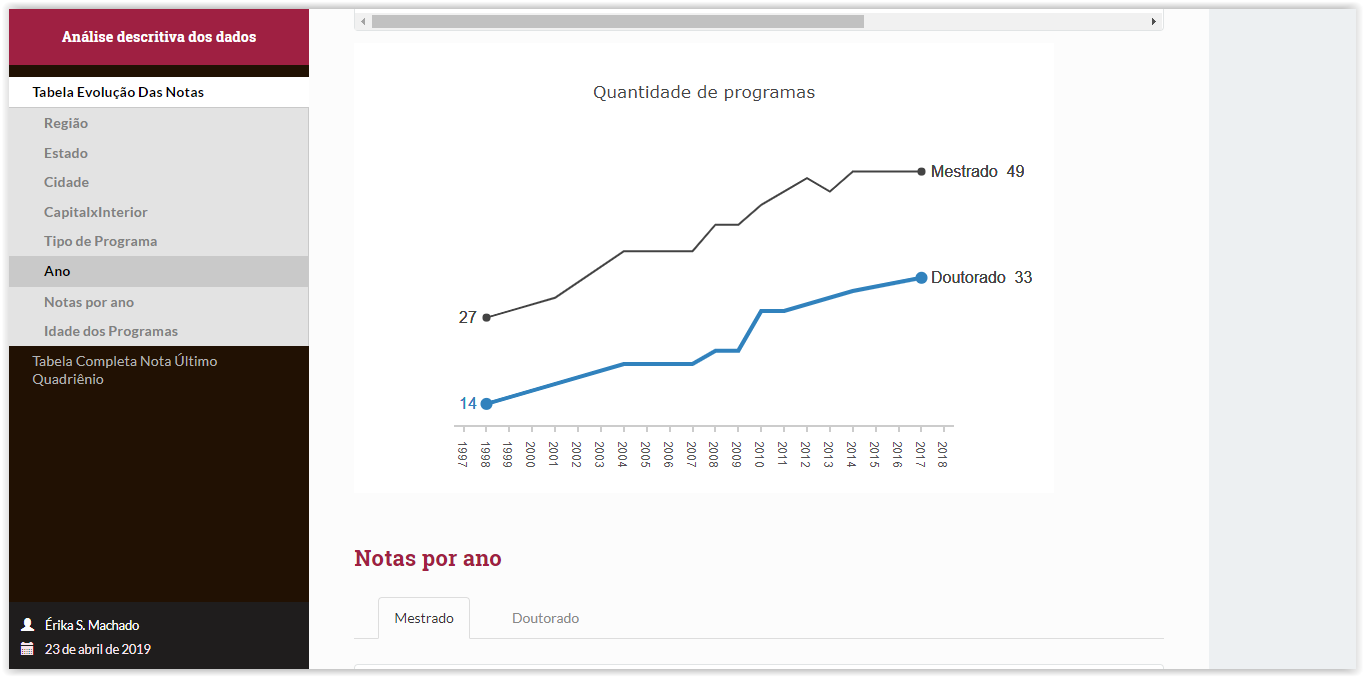 Análise descritiva dos dados
Tabela Evolução Das Notas
Região
Estado
Cidade
CapitalxInterior
Tipo de Programa
Ano
Notas por ano
Idade dos Programas
Tabela Completa Nota Último
Quadriênio
Érika S. Machado
23 de abril de 2019
Quantidade de programas
Mestrado 49
Doutorado 33
27
14
1997 1998 1999 2000 2001 2002 2003 2004 2005 2006 2007 2008 2009 2010 2011 2012 2013 2014 2015 2016 2017 2018
Notas por ano
Mestrado Doutorado